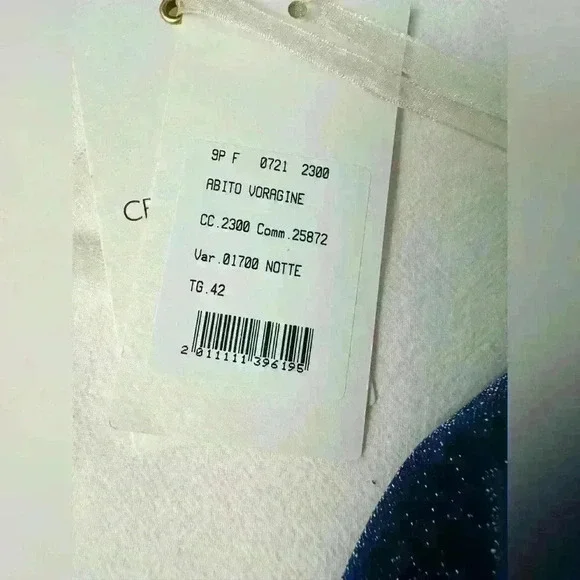 9P F 0721 2300
ABITO VORAGINE
CC.2300 Comm.25872
Var.01700 NOTTE
TG.42
2 011111 396195